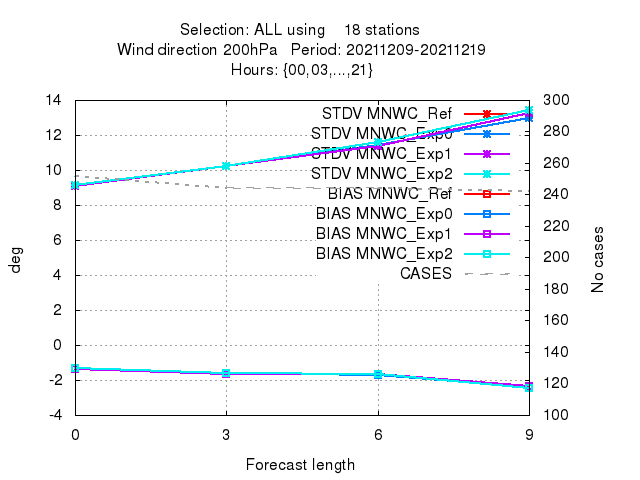 Selection: ALL using 18 stations
Wind direction 200hPa Period: 20211209-20211219
Hours: {00,03,...,21}
14
12
10
8
6
4
2
0
-2
-4
deg
300
280
260
240
220
200
180
160
140
120
100
No cases
STDV MNWC_Ref
STDV MNWC_Exp0
STDV MNWC_Exp1
STDV MNWC_Exp2
BIAS MNWC_Ref
BIAS MNWC_Exp0
BIAS MNWC_Exp1
BIAS MNWC_Exp2
CASES
0 3 6 9
Forecast length